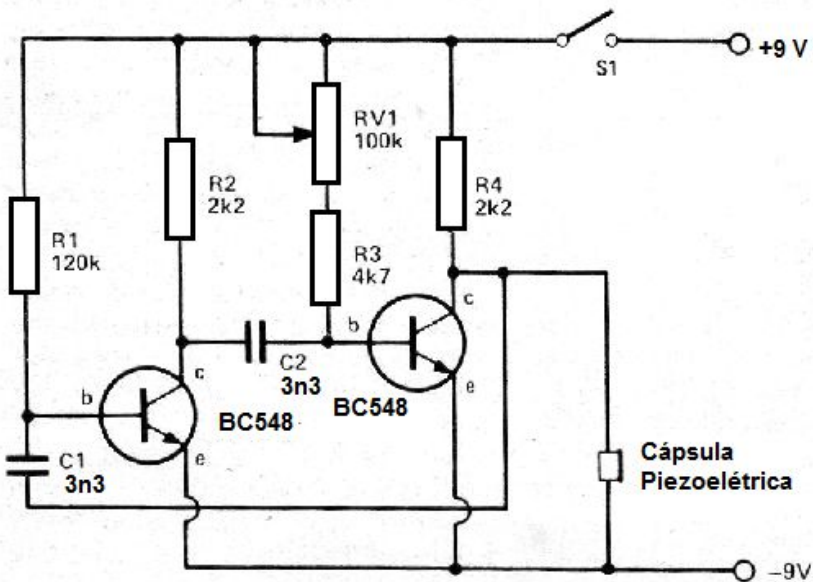 +9 V
S1
RV1
100k
R2
2k2
R4
2k2
R1
120k
R3
4k7
c
b
C2
3n3
c
b
e
BC548
BC548
C1
3n3
e
Cápsula
Piezoelétrica
–9V